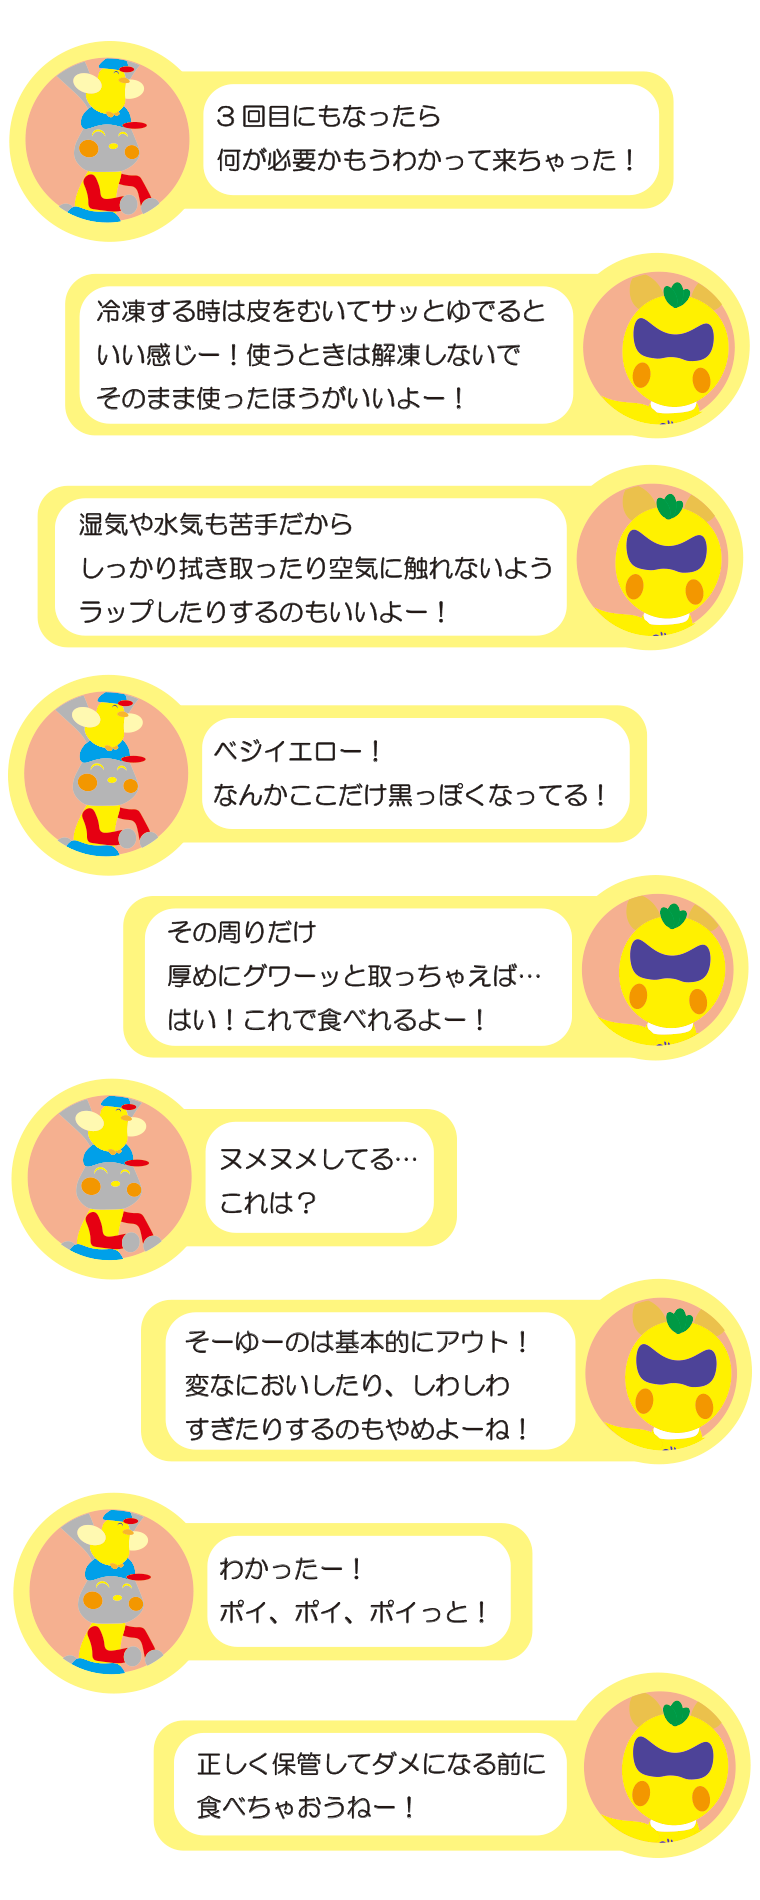 3回目にもなったら
何が必要かもうわかって来ちゃった！
冷凍する時は皮をむいてサッとゆでると
いい感じー！使うときは解凍しないで
そのまま使ったほうがいいよー！
湿気や水気も苦手だから
しっかり拭き取ったり空気に触れないよう
ラップしたりするのもいいよー！
ベジイエロー！
なんかここだけ黒っぽくなってる！
その周りだけ
厚めにグワーッと取っちゃえば…
はい！これで食べれるよー！
ヌメヌメしてる…
これは？
そーゆーのは基本的にアウト！
変なにおいしたり、しわしわ
すぎたりするのもやめよーね！
わかったー！
ポイ、ポイ、ポイっと！
正しく保管してダメになる前に
食べちゃおうねー！